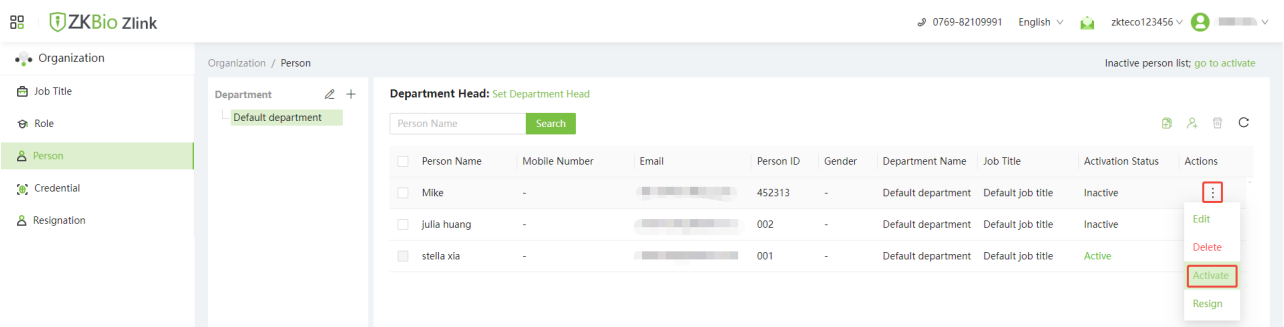 ZKBio Zlink
0769-82109991 English zkteco123456
Organization
Job Title
Role
Person
Credential
Resignation
Organization / Person
Inactive person list; go to activate
Department
Default department
Department Head: Set Department Head
Person Name
Search
Person Name Mobile Number Email Person ID Gender Department Name Job Title Activation Status Actions
Mike - 452313 - Default department Default job title Inactive
julia huang - 002 - Default department Default job title Inactive
stella xia - 001 - Default department Default job title Active
Edit
Delete
Activate
Resign